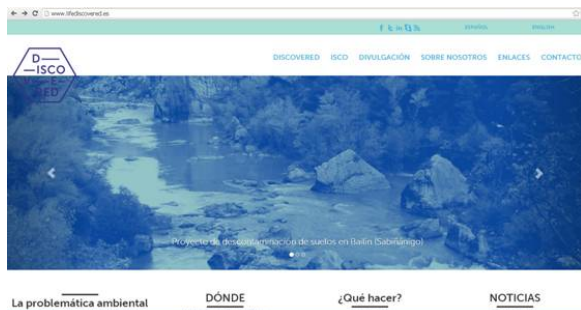 www.lifediscovered.es
ESPAÑOL ENGLISH
D—
—ISCO
RED
DISCOVERED ISCO DIVULGACIÓN SOBRE NOSOTROS ENLACES CONTACTO
Proyecto de descontaminación de suelos en Bailín (Sabiñánigo)
La problemática ambiental DÓNDE ¿Qué hacer? NOTICIAS